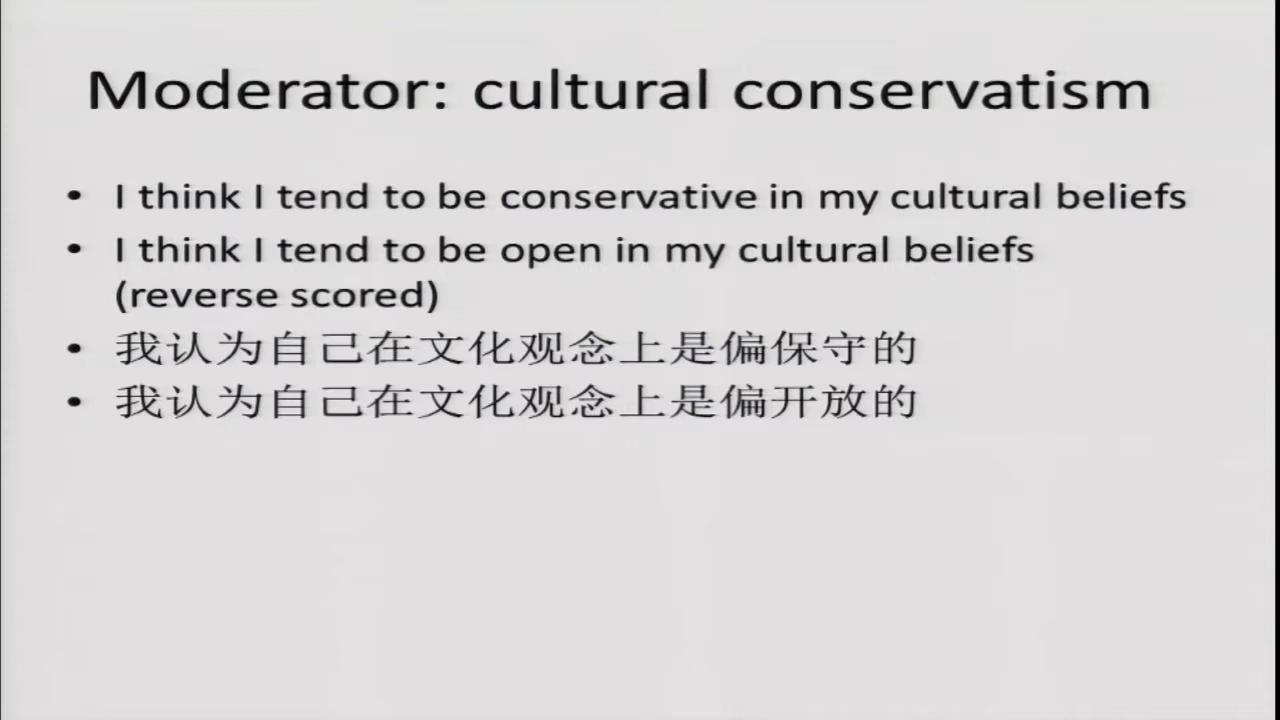 Moderator: cultural conservatism
• I think I tend to be conservative in my cultural beliefs
• I think I tend to be open in my cultural beliefs
(reverse scored)
• 我认为自己在文化观念上是偏保守的
• 我认为自己在文化观念上是偏开放的